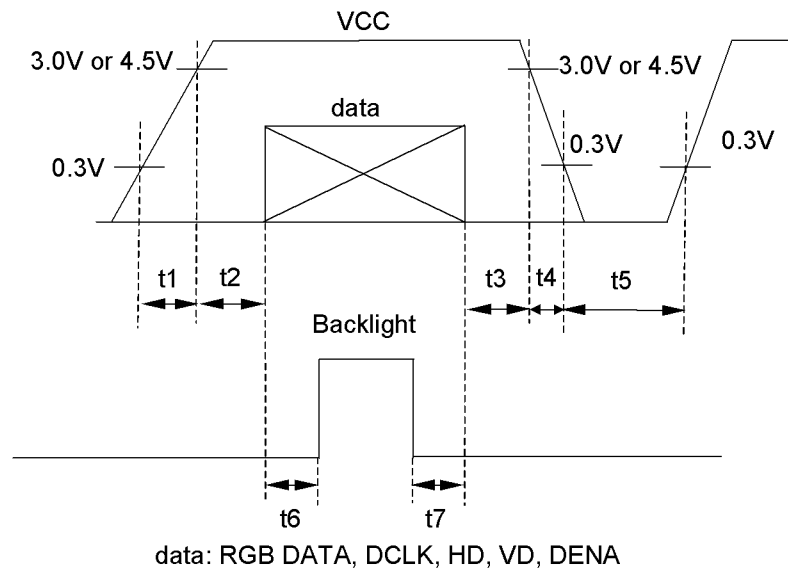 VCC
3.0V or 4.5V
3.0V or 4.5V
data
0.3V
0.3V
0.3V
t1
t2
t3
t4
t5
Backlight
t6
t7
data: RGB DATA, DCLK, HD, VD, DENA